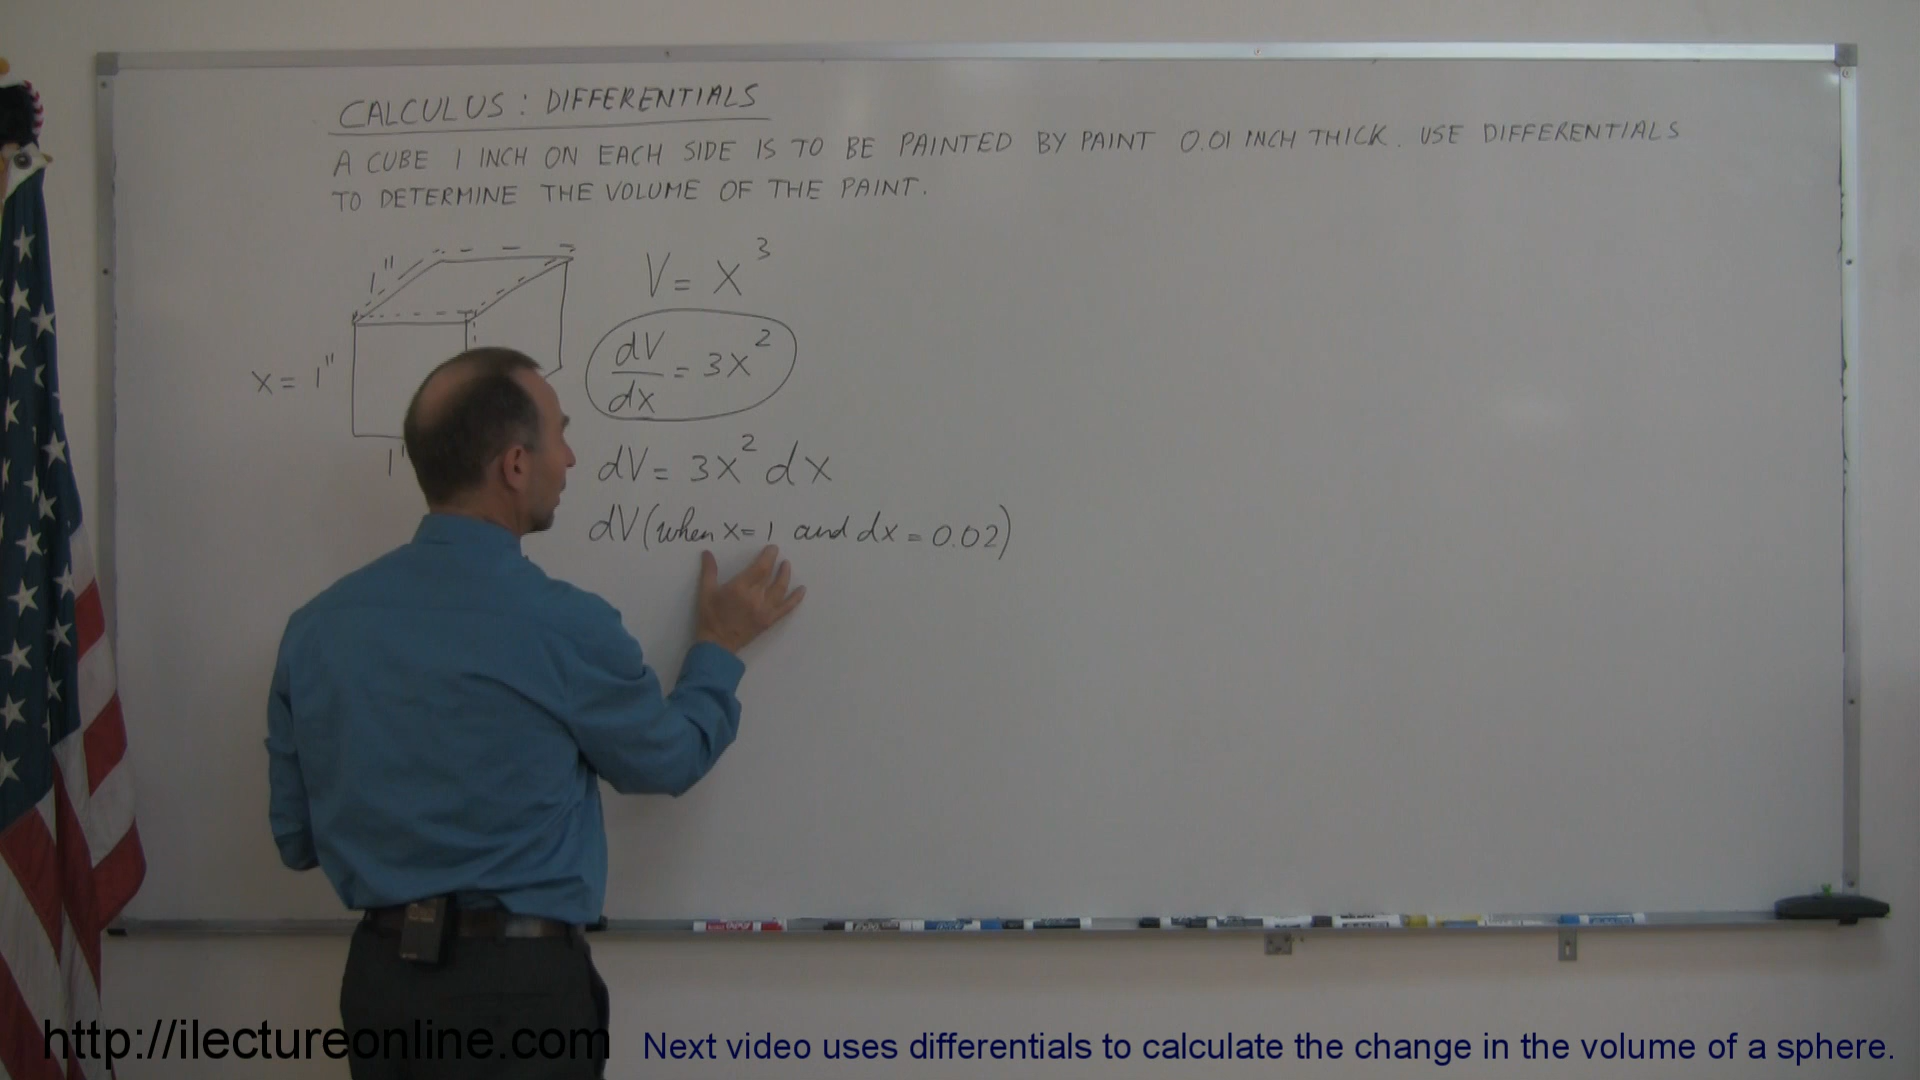 CALCULUS: DIFFERENTIALS
A CUBE 1 INCH ON EACH SIDE IS TO BE PAINTED BY PAINT 0.01 INCH THICK. USE DIFFERENTIALS
TO DETERMINE THE VOLUME OF THE PAINT.
1"
x = 1"
1"
V = x³
dV/dx = 3x²
dV = 3x² dx
dV (when x = 1 and dx = 0.02)
http://ilectureonline.com
Next video uses differentials to calculate the change in the volume of a sphere.